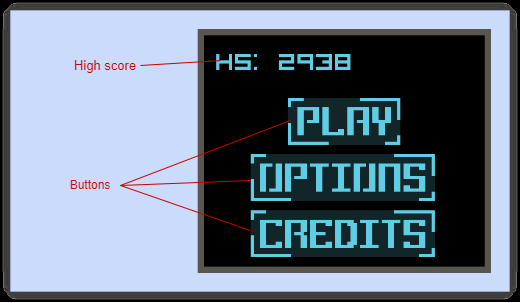 High score
HS: 2938
PLAY
Buttons
OPTIONS
CREDITS